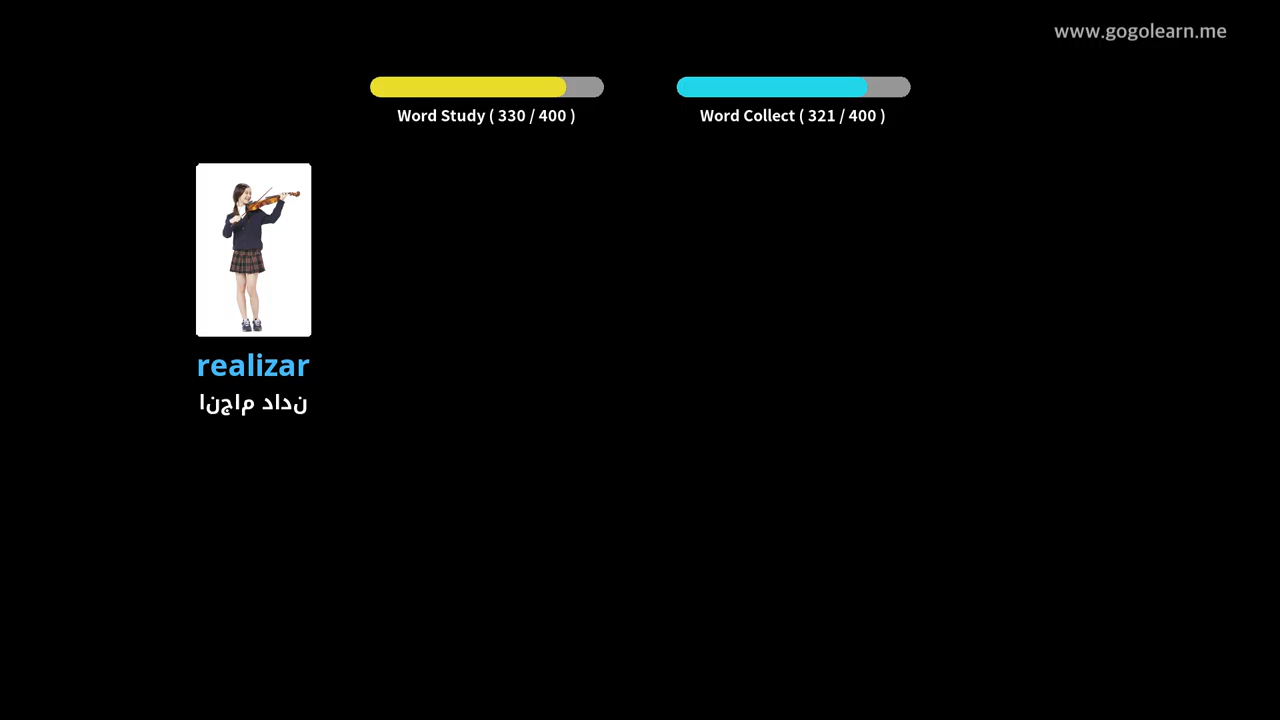 www.gogolearn.me
Word Study ( 330 / 400 )
Word Collect ( 321 / 400 )
realizar
انجام دادن